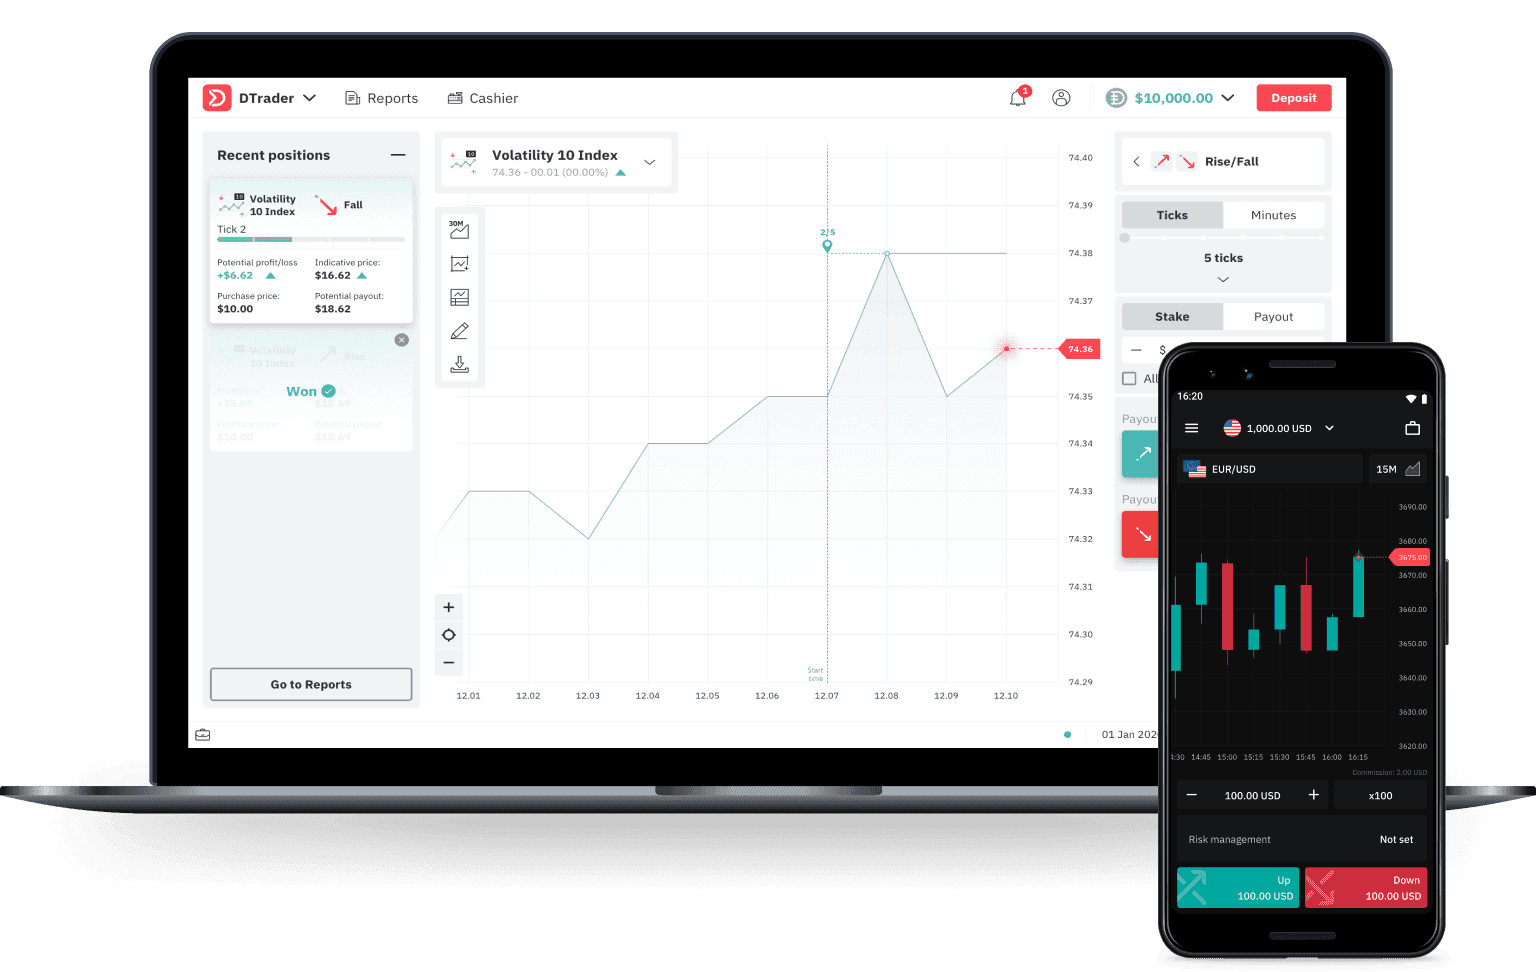 DTrader
Reports
Cashier
1
$10,000.00
Deposit
Recent positions
10
Volatility
10 Index
Fall
Tick 2
Potential profit/loss
Indicative price:
+$6.62
$16.62
Purchase price:
Potential payout:
$10.00
$18.62
Volatility
20 Index
Rise
Won
+$8.69
$18.69
Purchase price:
Potential payout:
$10.00
$18.69
Go to Reports
10
Volatility 10 Index
74.36 - 00.01 (00.00%)
30M
2/5
Start
time
74.40
74.39
74.38
74.37
74.36
74.35
74.34
74.33
74.32
74.31
74.30
74.29
12.01
12.02
12.03
12.04
12.05
12.06
12.07
12.08
12.09
12.10
Rise/Fall
Ticks
Minutes
5 ticks
Stake
Payout
$
All
Payou
Payou
01 Jan 202
16:20
1,000.00 USD
EUR/USD
15M
3690.00
3680.00
3675.00
3670.00
3660.00
3650.00
3640.00
3630.00
3620.00
4:30 14:45 15:00 15:15 15:30 15:45 16:00 16:15
Commission: 2.00 USD
100.00 USD
x100
Risk management
Not set
Up
100.00 USD
Down
100.00 USD